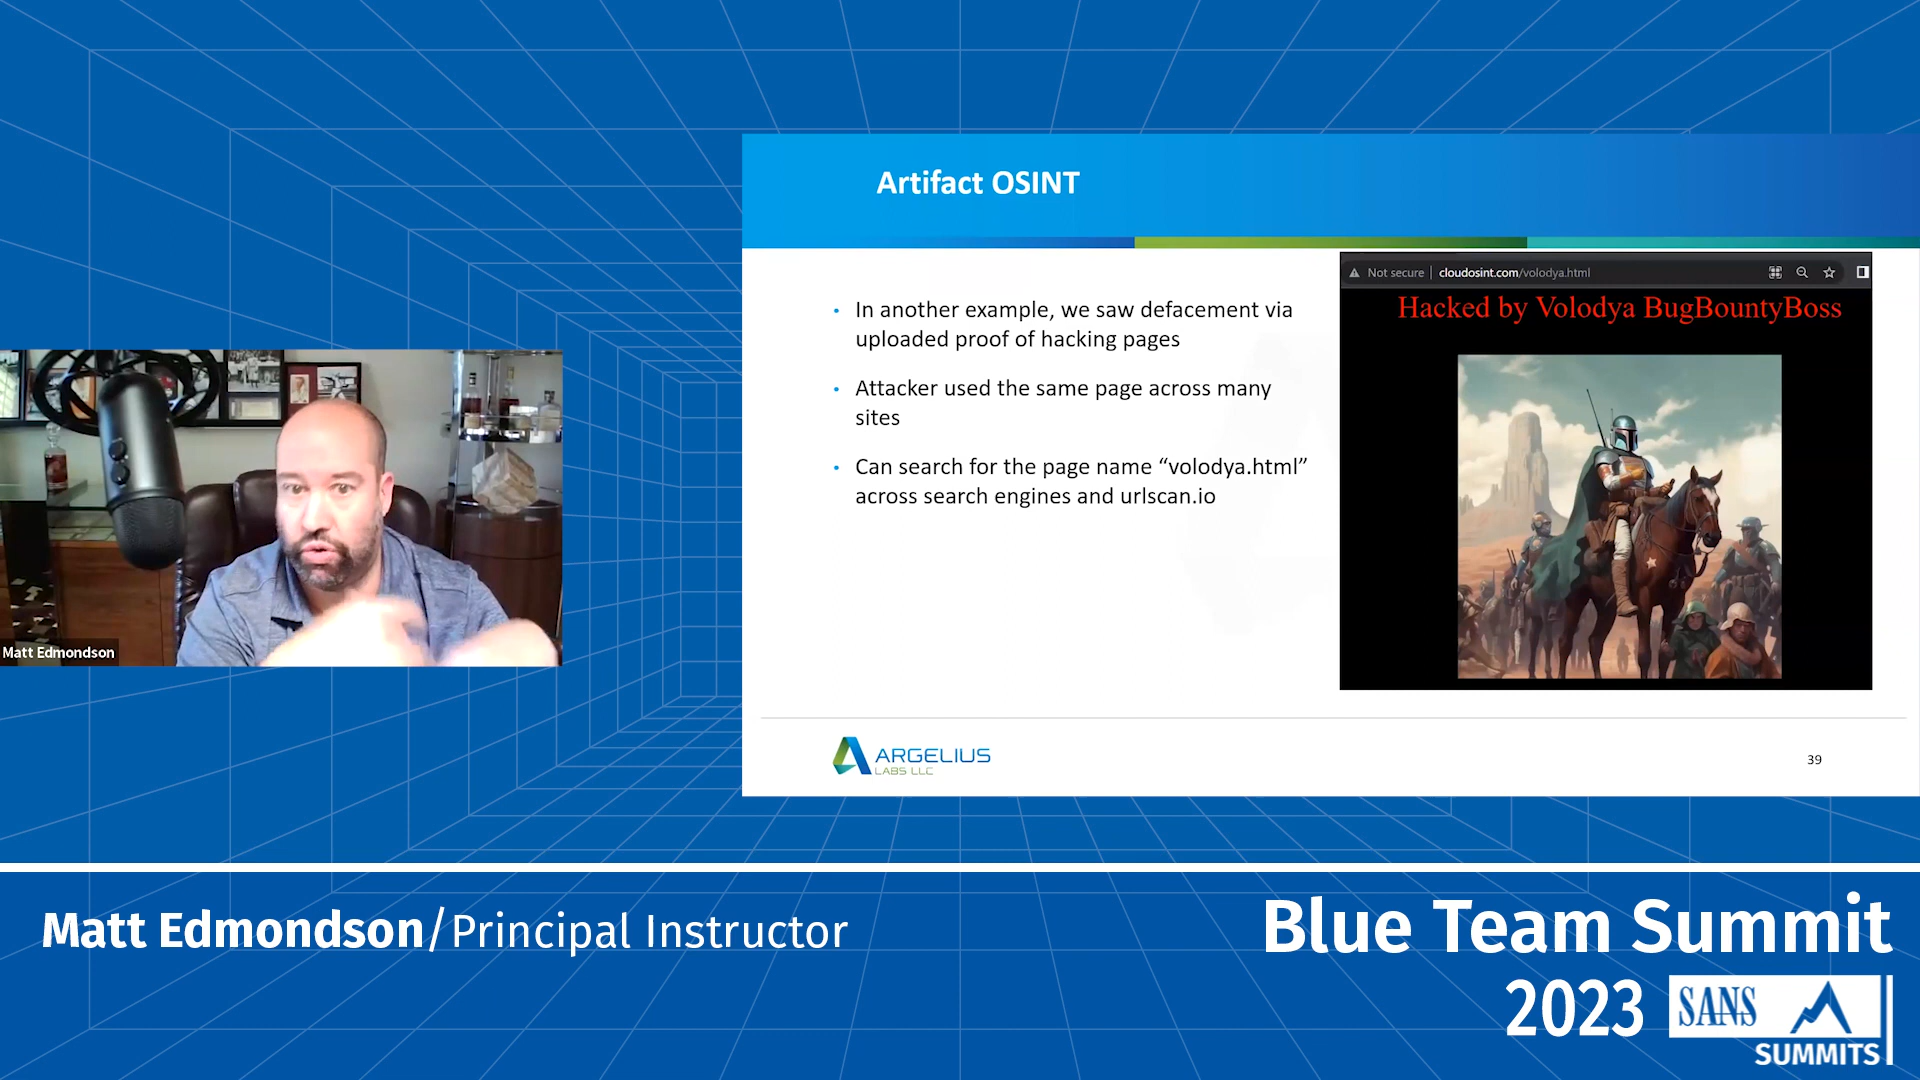 Artifact OSINT
• In another example, we saw defacement via
uploaded proof of hacking pages
• Attacker used the same page across many
sites
• Can search for the page name “volodya.html”
across search engines and urlscan.io
Not secure | cloudosint.com/volodya.html
Hacked by Volodya BugBountyBoss
ARGELIUS
LABS LLC
39
Matt Edmondson
Matt Edmondson/Principal Instructor
Blue Team Summit
2023
SANS
SUMMITS